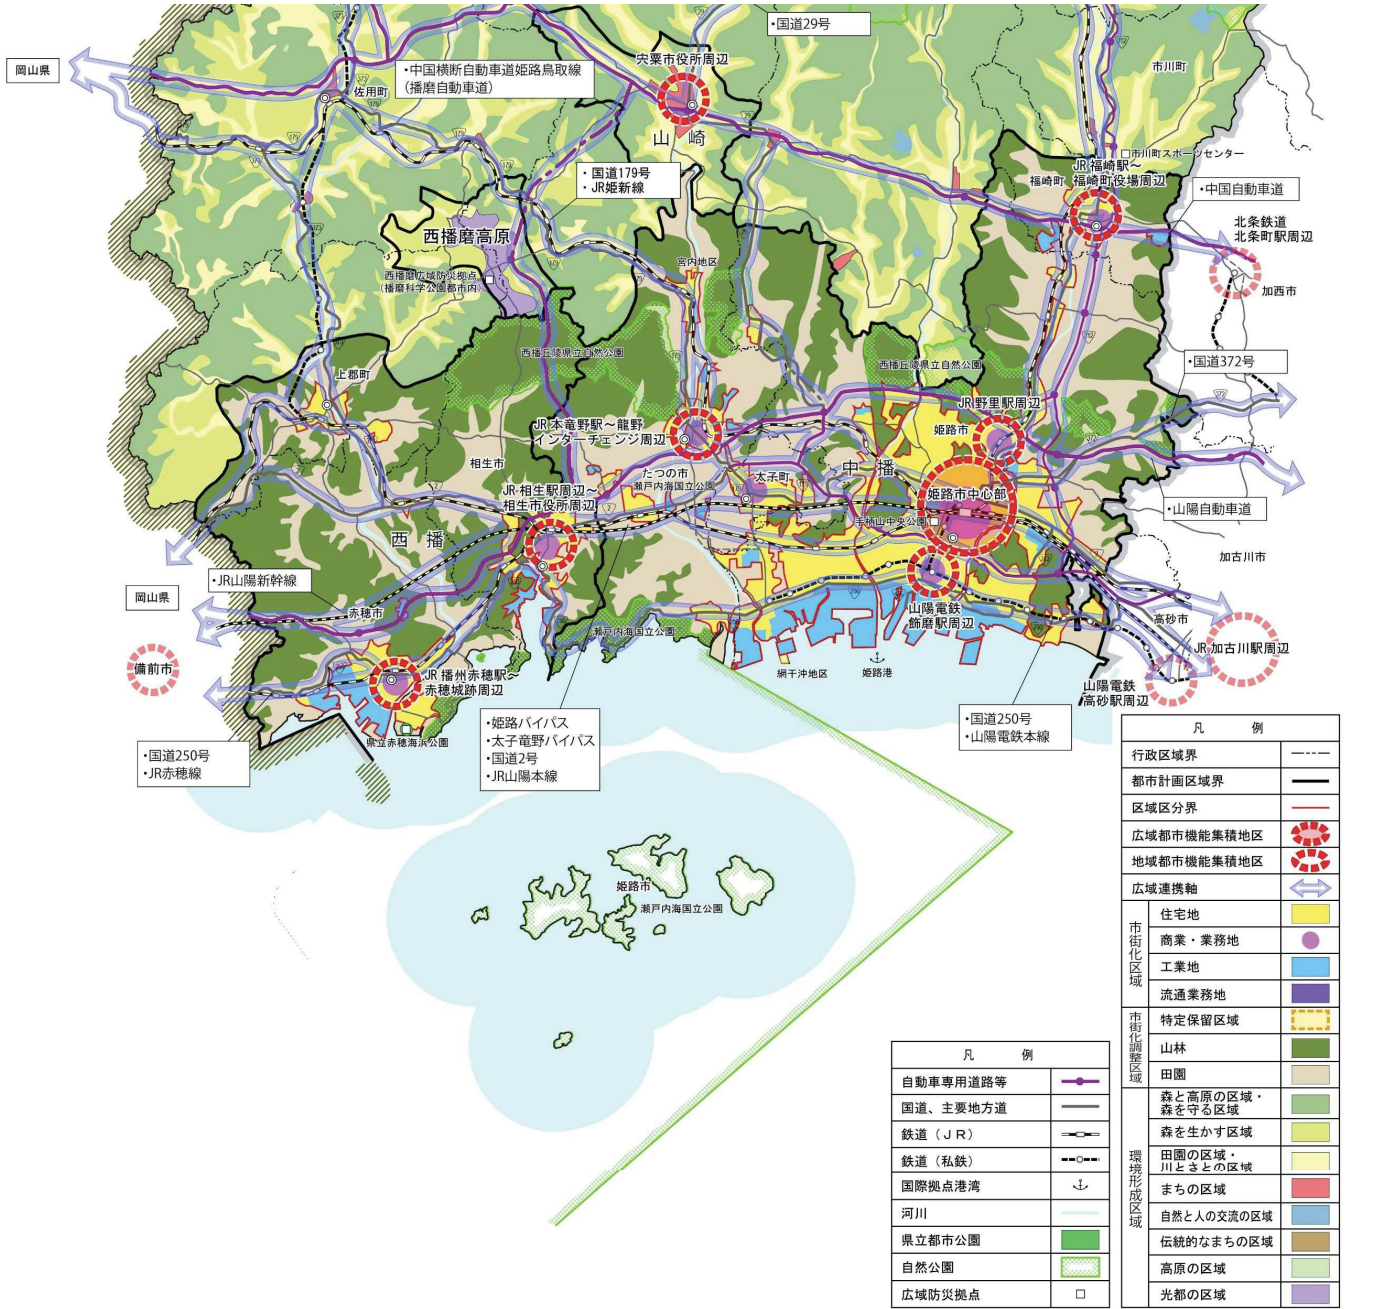 ・国道29号
岡山県
宍粟市役所周辺
・中国横断自動車道姫路鳥取線
(播磨自動車道)
佐用町
市川町
山崎
市川町スポーツセンター
・国道179号
・JR姫新線
JR福崎駅～
福崎町役場周辺
福崎町
・中国自動車道
北条鉄道
北条町駅周辺
加西市
西播磨高原
西播磨広域防災拠点
(播磨科学公園都市内)
宮内地区
西播丘陵県立自然公園
西播丘陵県立自然公園
・国道372号
上郡町
JR野里駅周辺
JR本竜野駅～龍野
インターチェンジ周辺
姫路市
相生市
たつの市
瀬戸内海国立公園
太子町
中播
JR相生駅周辺～
相生市役所周辺
姫路市中心部
・山陽自動車道
手柄山中央公園
西播
加古川市
・JR山陽新幹線
岡山県
赤穂市
山陽電鉄
飾磨駅周辺
高砂市
瀬戸内海国立公園
JR加古川駅周辺
備前市
JR播州赤穂駅～
赤穂城跡周辺
網干沖地区
姫路港
山陽電鉄
高砂駅周辺
県立赤穂海浜公園
・国道250号
・JR赤穂線
・姫路バイパス
・太子竜野バイパス
・国道2号
・JR山陽本線
・国道250号
・山陽電鉄本線
姫路市
瀬戸内海国立公園
凡例
行政区域界
都市計画区域界
区域区分界
広域都市機能集積地区
地域都市機能集積地区
広域連携軸
市街化区域
住宅地
商業・業務地
工業地
流通業務地
市街化調整区域
特定保留区域
山林
田園
環境形成区域
森と高原の区域・
森を守る区域
森を生かす区域
田園の区域・
川とさとの区域
まちの区域
自然と人の交流の区域
伝統的なまちの区域
高原の区域
光都の区域
凡例
自動車専用道路等
国道、主要地方道
鉄道（ＪＲ）
鉄道（私鉄）
国際拠点港湾
河川
県立都市公園
自然公園
広域防災拠点